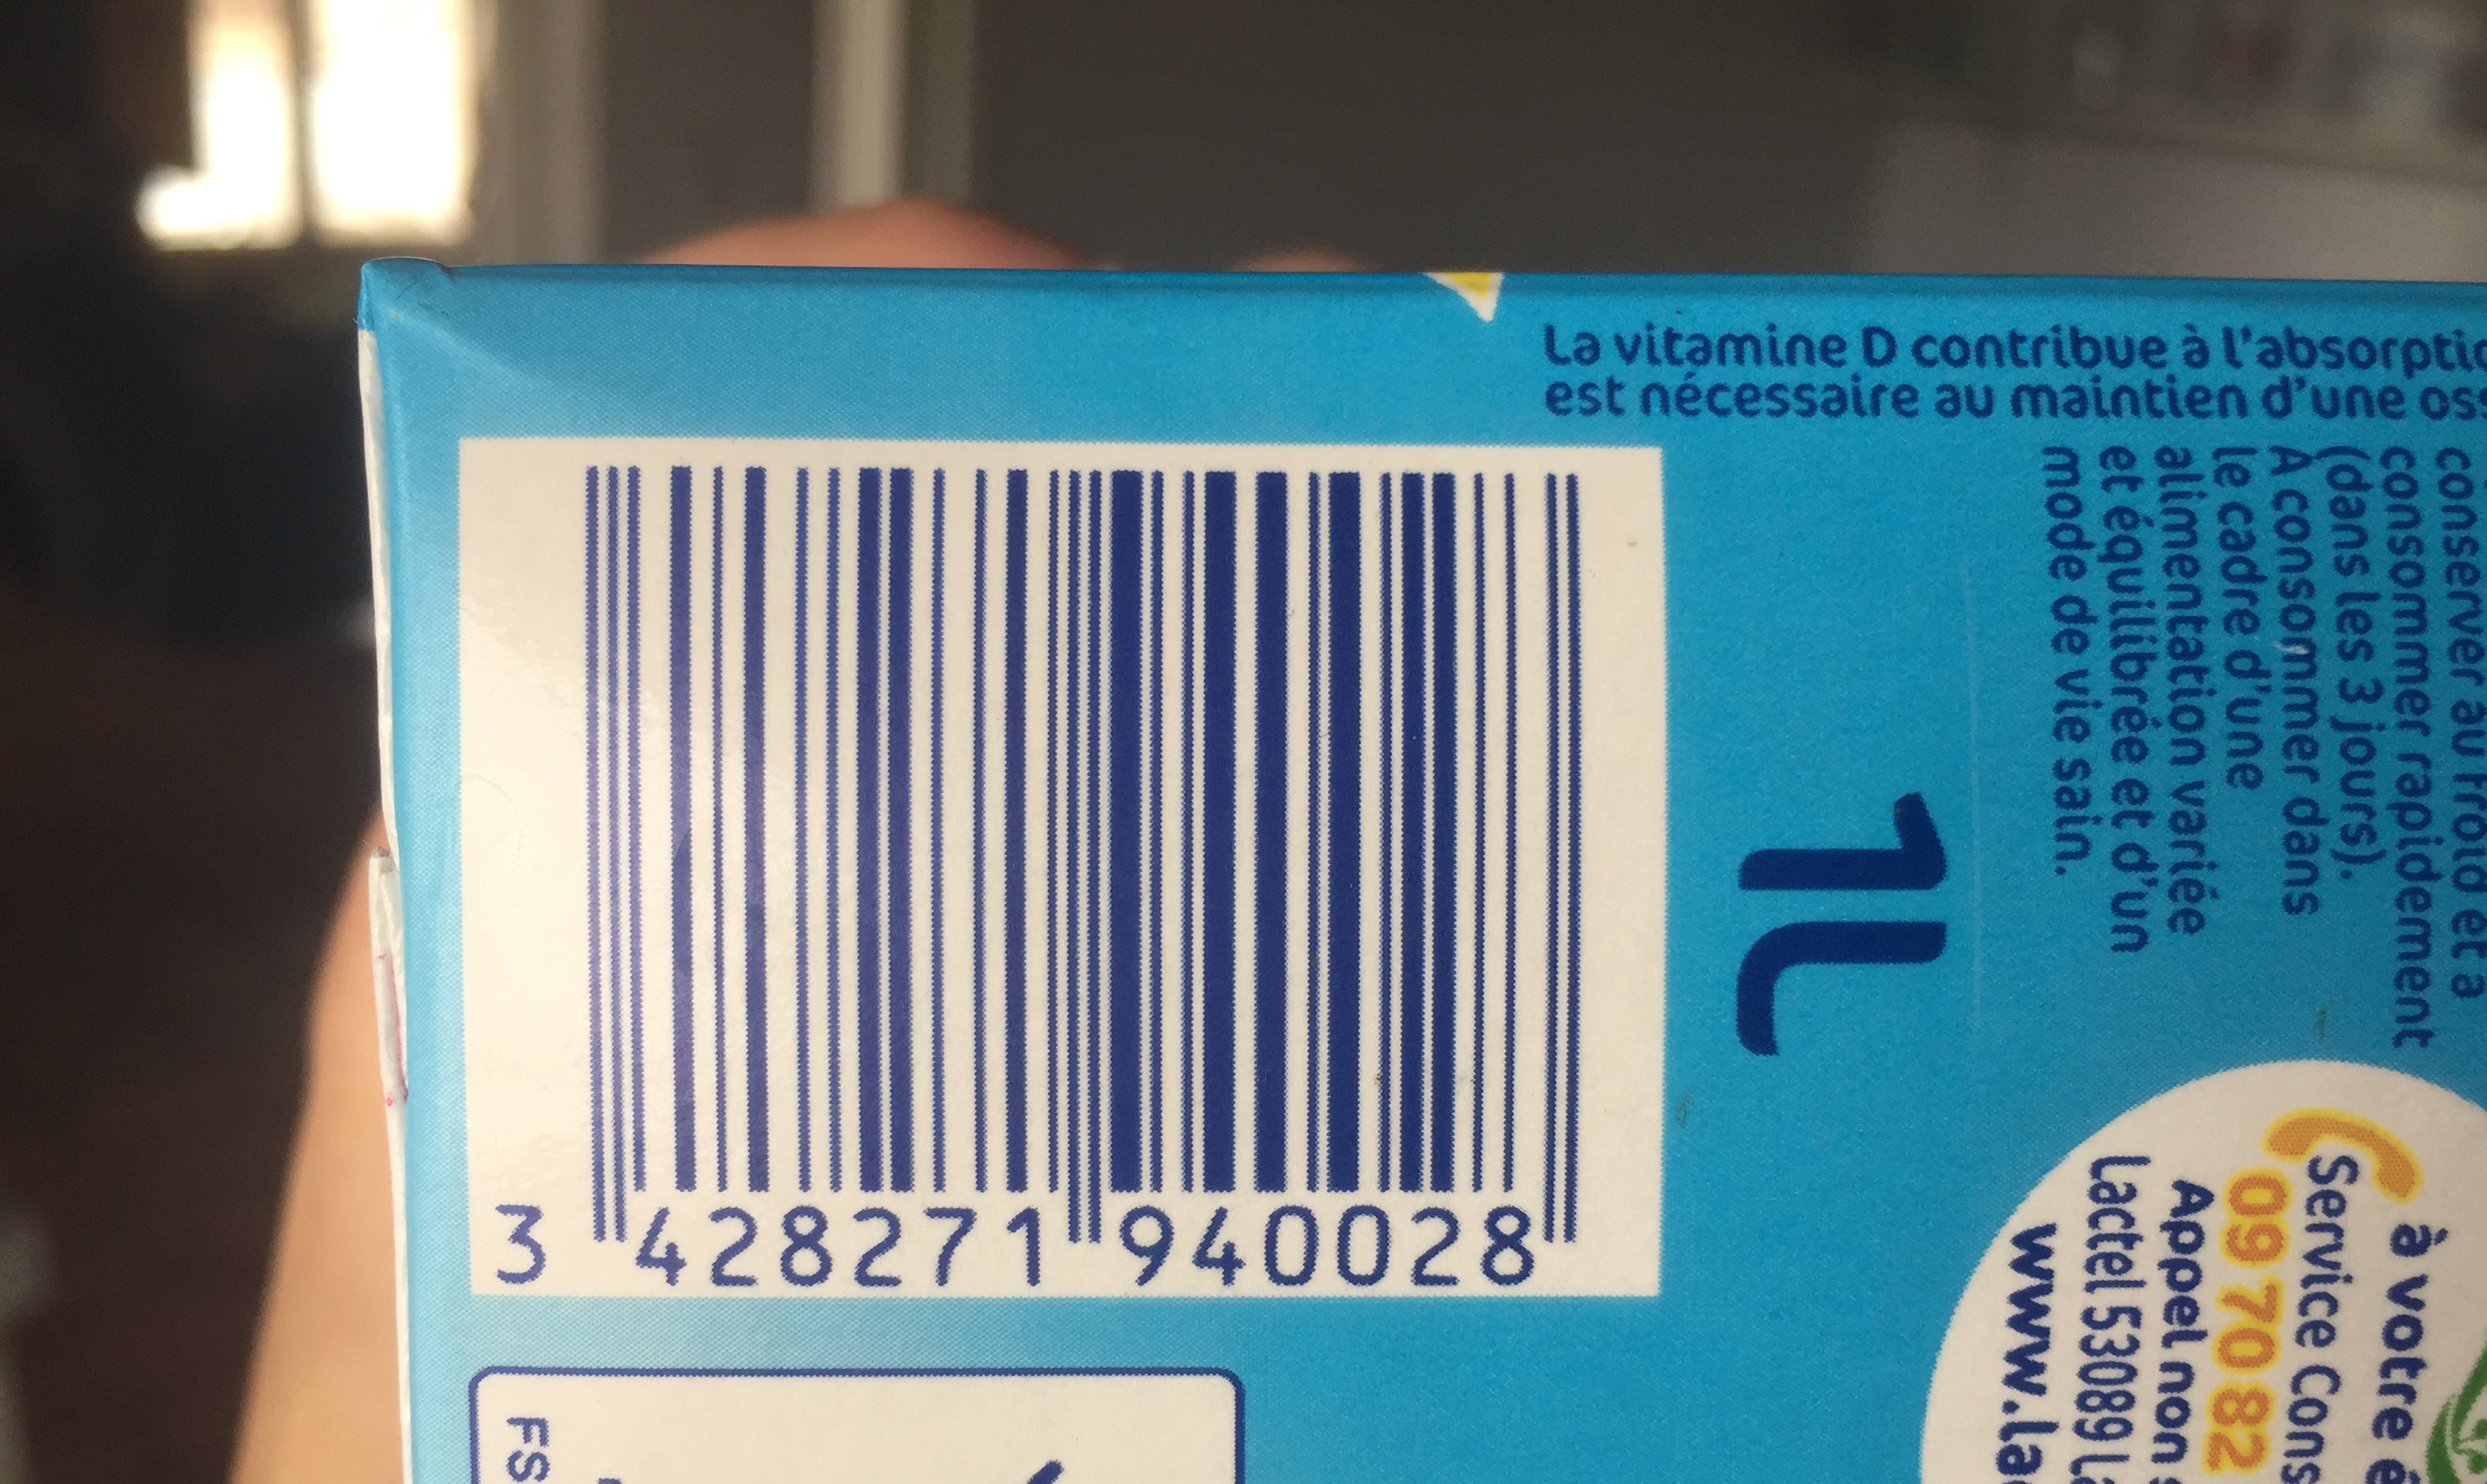 La vitamine D contribue à l'absorptio
est nécessaire au maintien d'une oss
conserver au froid et à
consommer rapidement
(dans les 3 jours).
A consommer dans
le cadre d'une
alimentation variée
et équilibrée et d'un
mode de vie sain.
1L
3 428271 940028
à votre é
Service Cons
09 70 82
Appel non s
Lactel 53089 La
www.la
FS